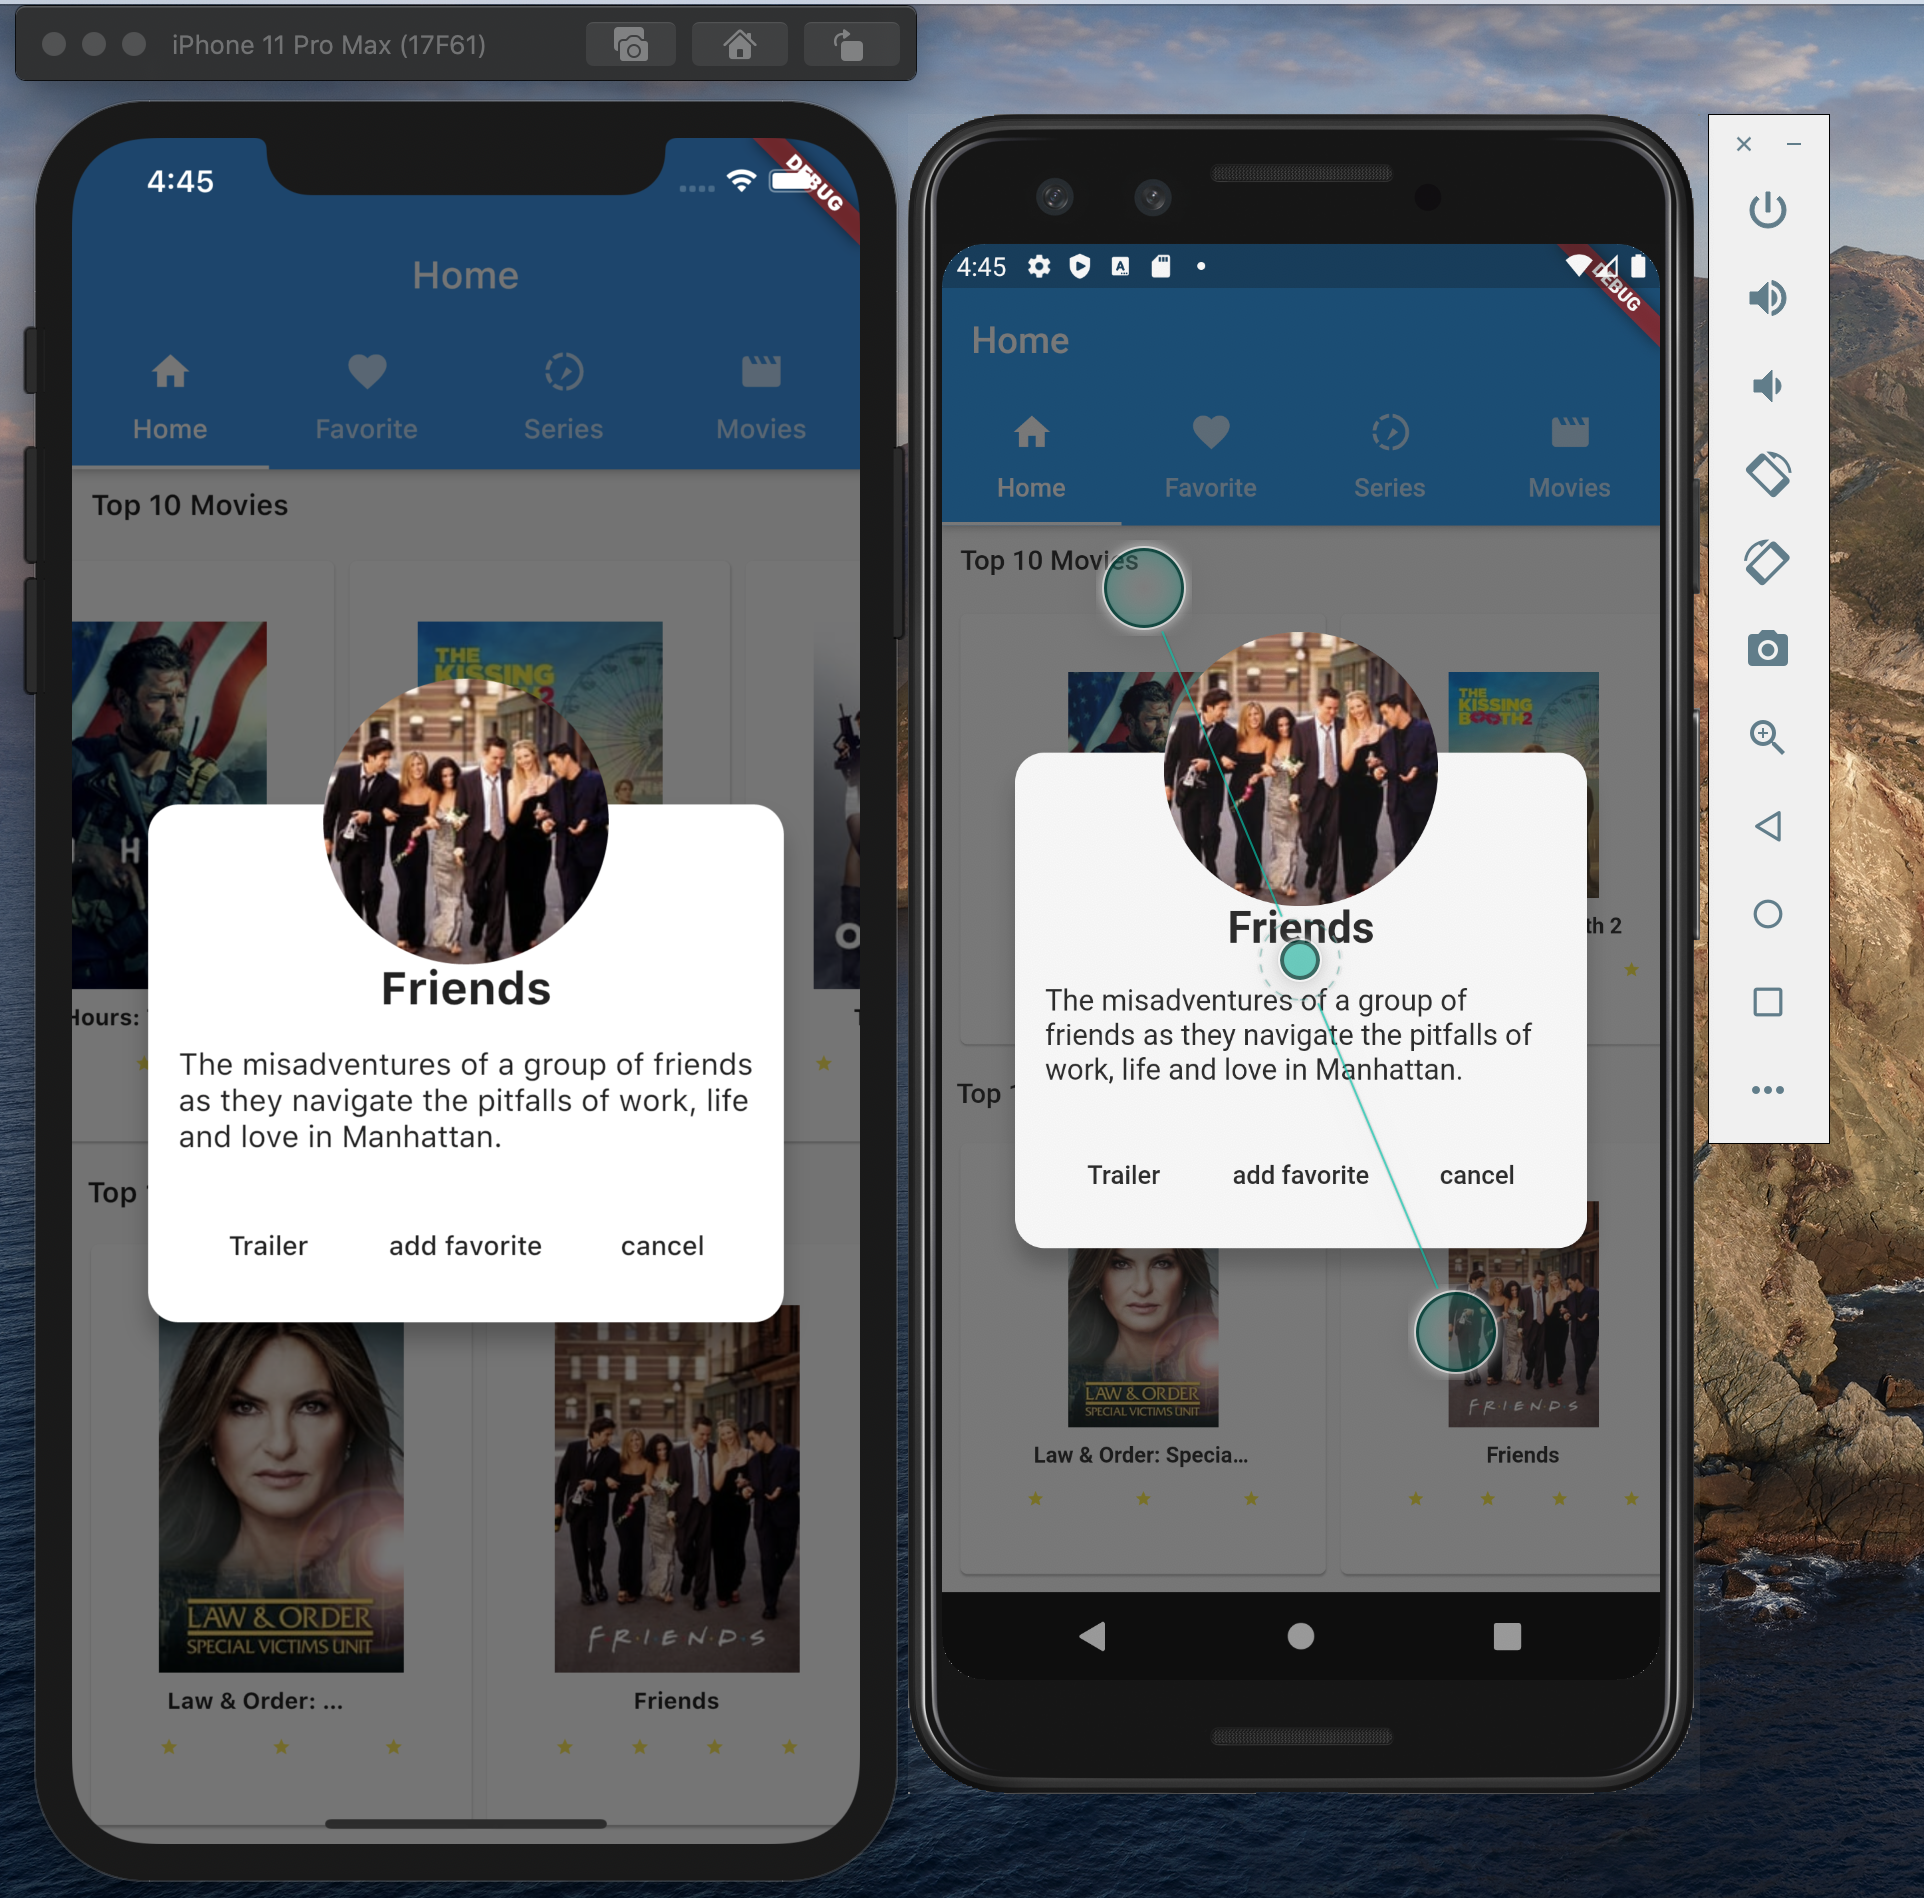 iPhone 11 Pro Max (17F61)
4:45
DEBUG
Home
Home
Favorite
Series
Movies
Top 10 Movies
THE
KISSING
H
O
Friends
Hours:
The misadventures of a group of friends
as they navigate the pitfalls of work, life
and love in Manhattan.
Top
Trailer
add favorite
cancel
LAW & ORDER
SPECIAL VICTIMS UNIT
FRIENDS
Law & Order: ...
Friends
4:45
A
DEBUG
Home
Home
Favorite
Series
Movies
Top 10 Movies
THE
KISSING
BOOTH2
Friends
th 2
The misadventures of a group of
friends as they navigate the pitfalls of
work, life and love in Manhattan.
Top
Trailer
add favorite
cancel
LAW & ORDER
SPECIAL VICTIMS UNIT
FRIENDS
Law & Order: Specia...
Friends